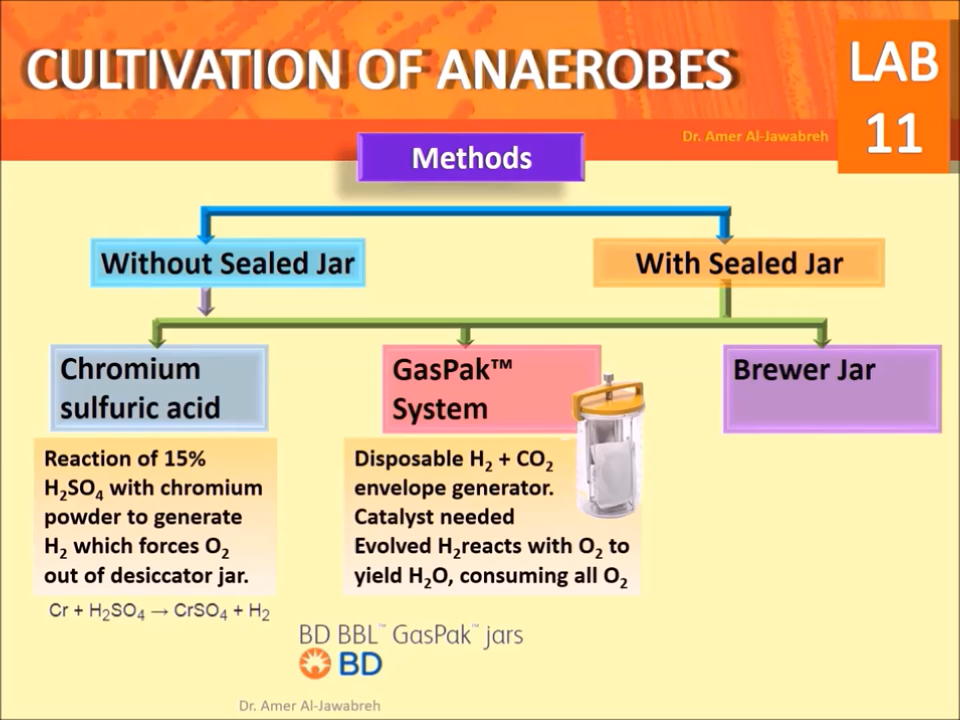 CULTIVATION OF ANAEROBES
LAB
11
Dr. Amer Al-Jawabreh
Methods
Without Sealed Jar
With Sealed Jar
Chromium
sulfuric acid
GasPak™
System
Brewer Jar
Reaction of 15%
H₂SO₄ with chromium
powder to generate
H₂ which forces O₂
out of desiccator jar.
Cr + H₂SO₄ → CrSO₄ + H₂
Disposable H₂ + CO₂
envelope generator.
Catalyst needed
Evolved H₂reacts with O₂ to
yield H₂O, consuming all O₂
BD BBL™ GasPak™ jars
BD
Dr. Amer Al-Jawabreh